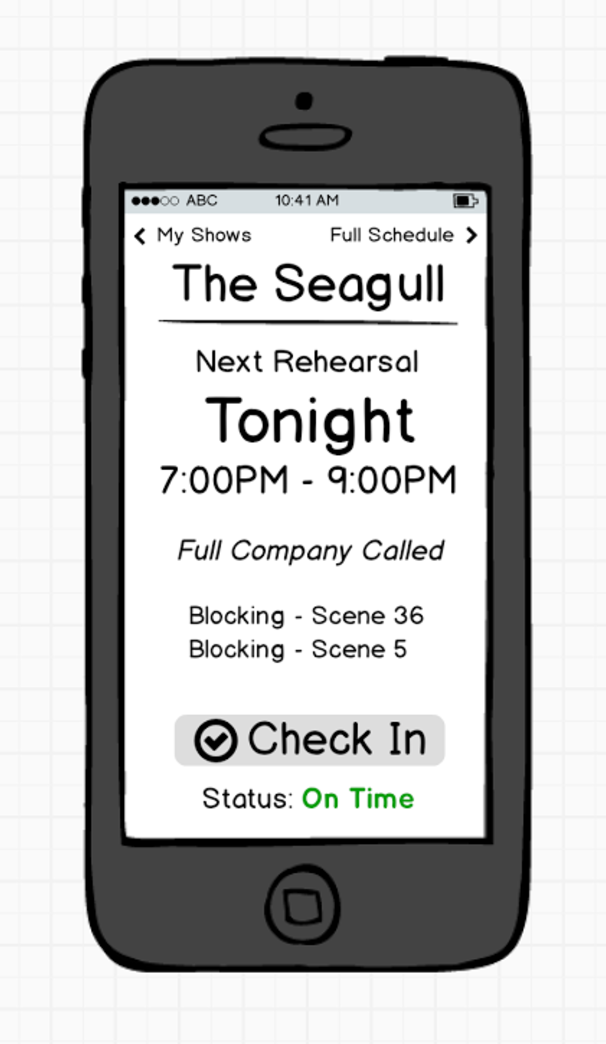 ABC 10:41 AM
My Shows Full Schedule
The Seagull
Next Rehearsal
Tonight
7:00PM - 9:00PM
Full Company Called
Blocking - Scene 36
Blocking - Scene 5
Check In
Status: On Time